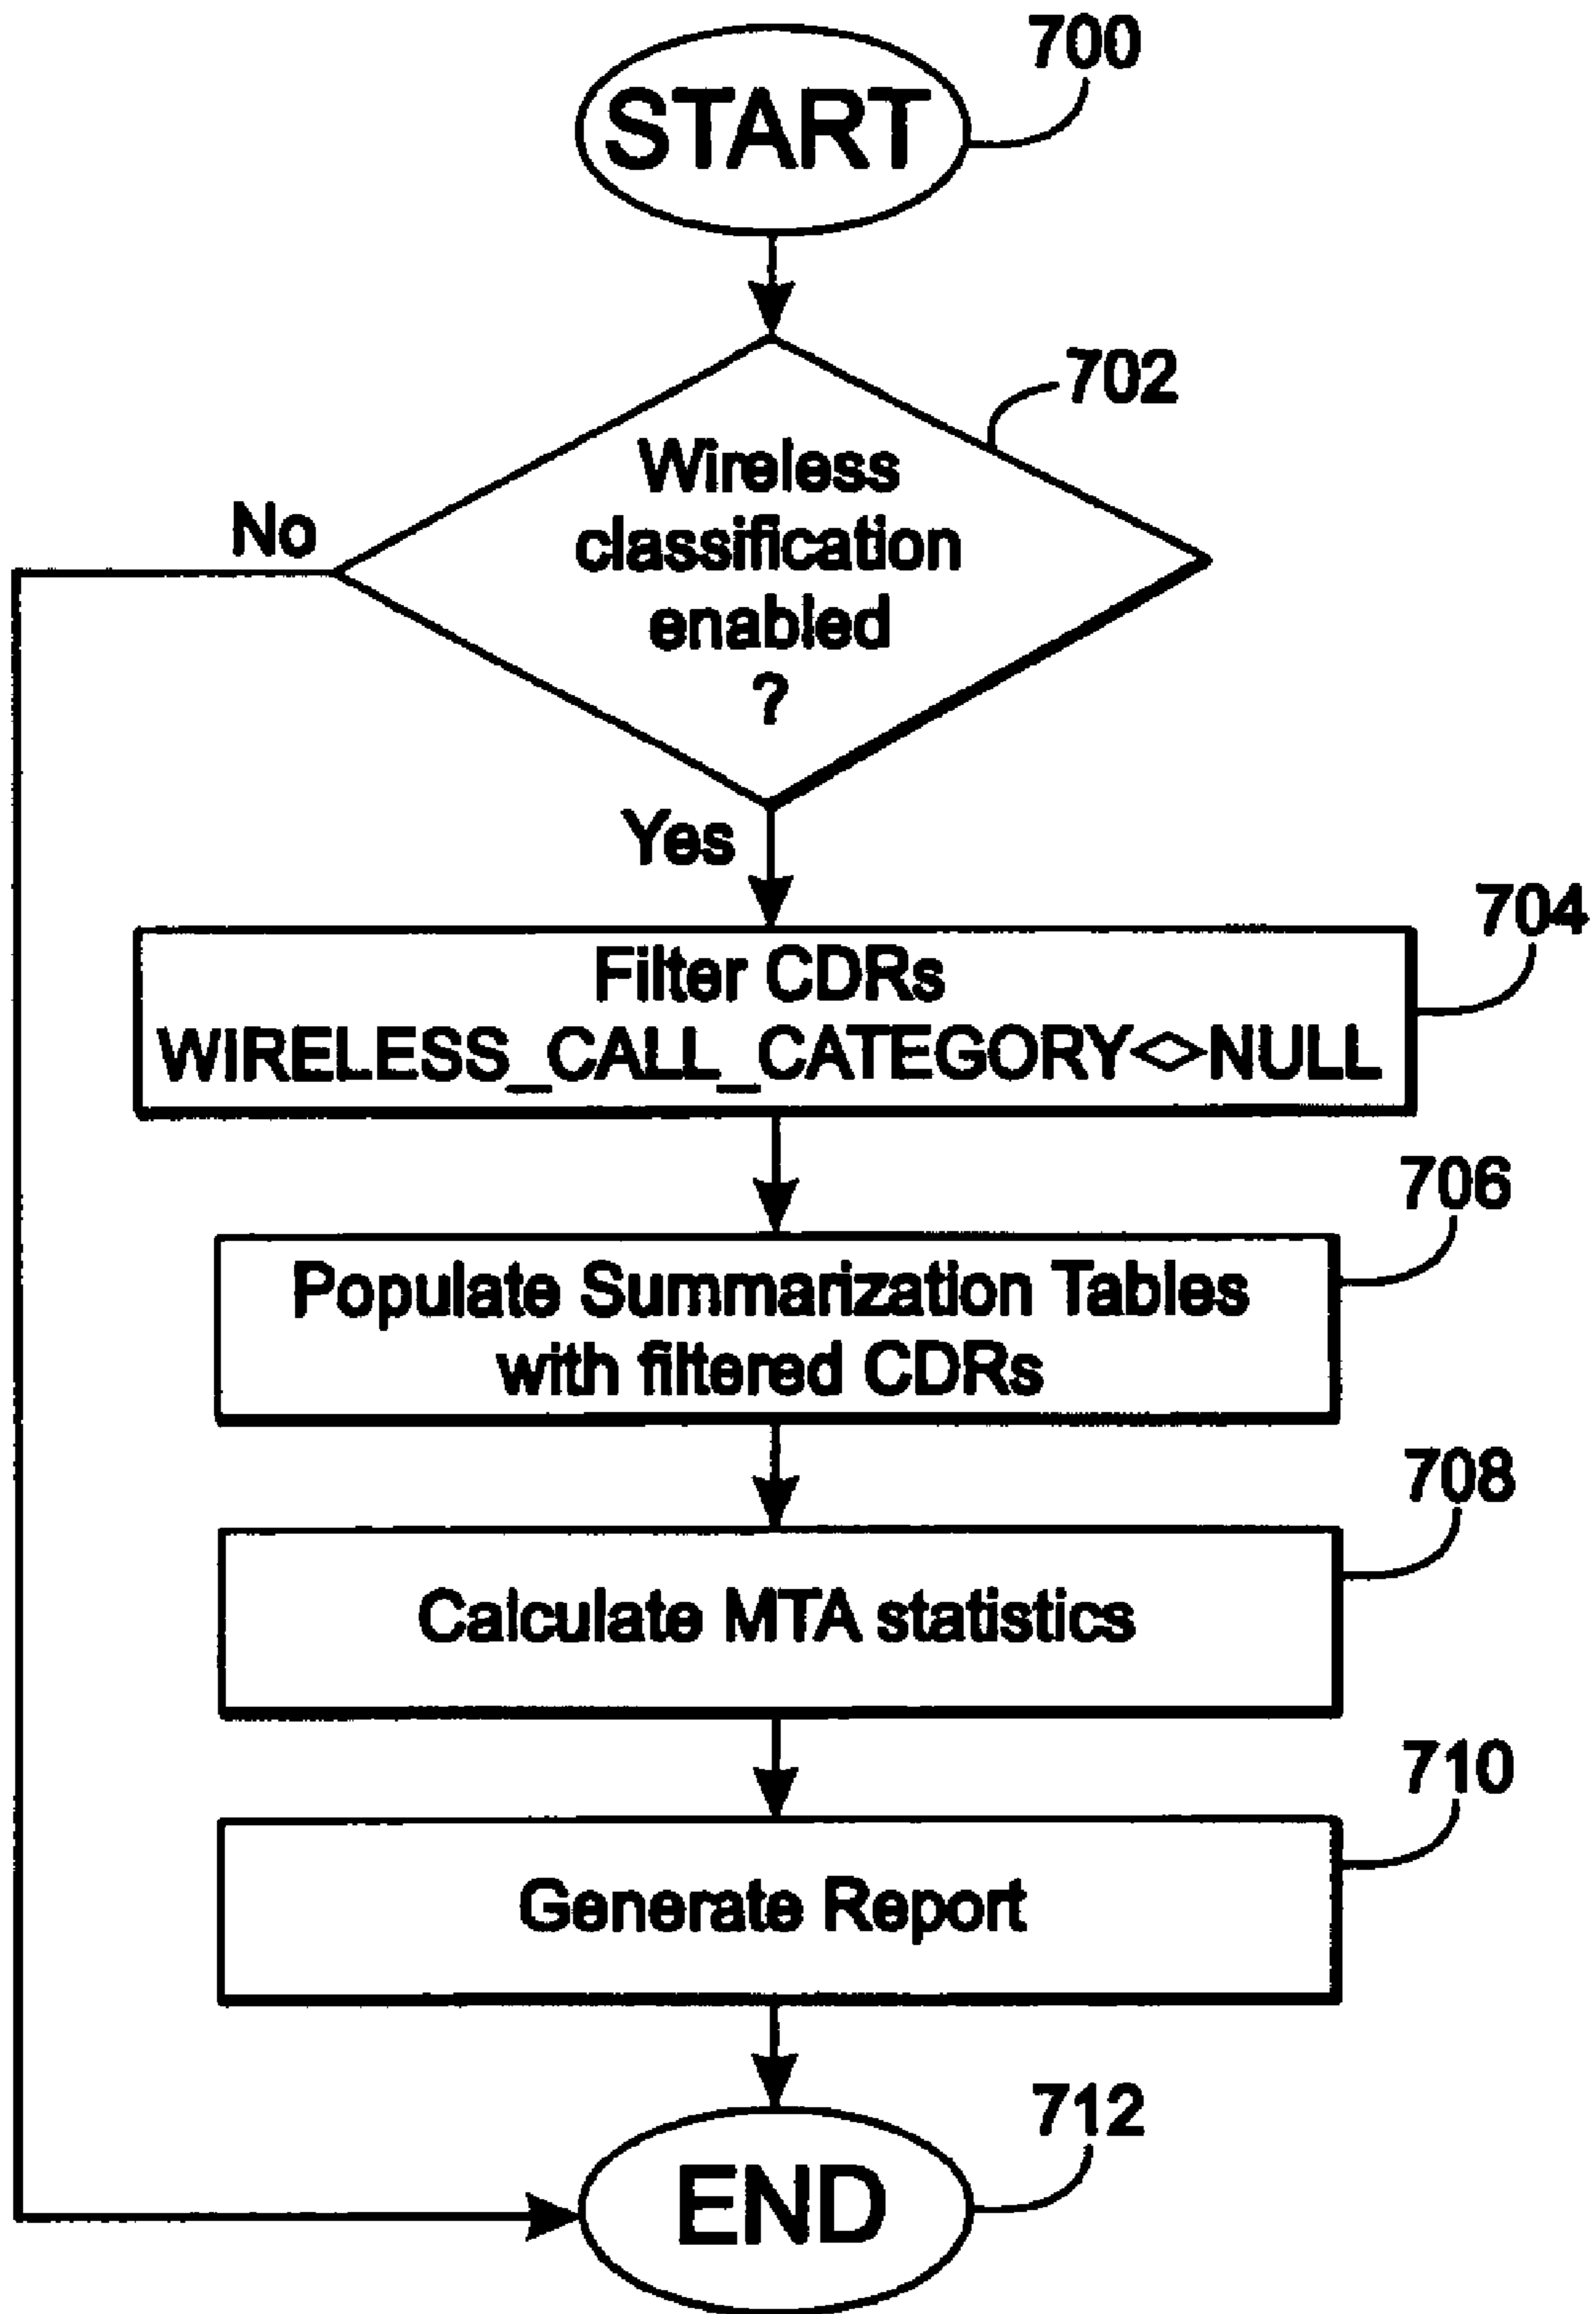 700
START
702
Wireless
classification
enabled
?
No
Yes
704
Filter CDRs
WIRELESS_CALL_CATEGORY<>NULL
706
Populate Summarization Tables
with filtered CDRs
708
Calculate MTA statistics
710
Generate Report
712
END